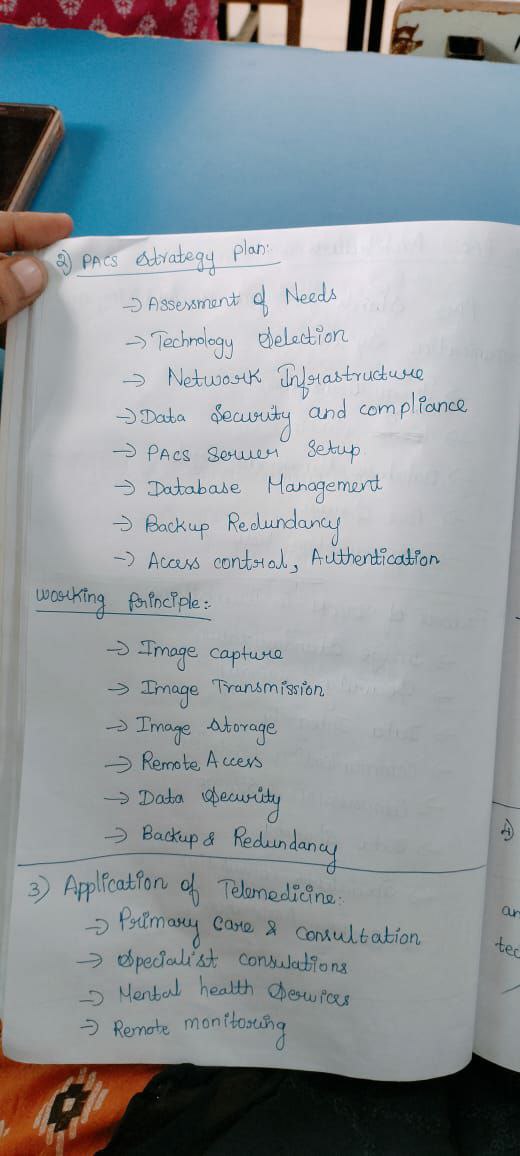 2) PACS strategy plan:
→ Assessment of Needs
→ Technology Selection
→ Network Infrastructure
→ Data Security and compliance
→ PACS Server Setup
→ Database Management
→ Backup Redundancy
→ Access control, Authentication
Working principle:
→ Image capture
→ Image Transmission
→ Image storage
→ Remote Access
→ Data Security
→ Backup & Redundancy
3) Application of Telemedicine:
→ Primary care & consultation
→ Specialist consulations
→ Mental health Services
→ Remote monitoring
4)
an
tec